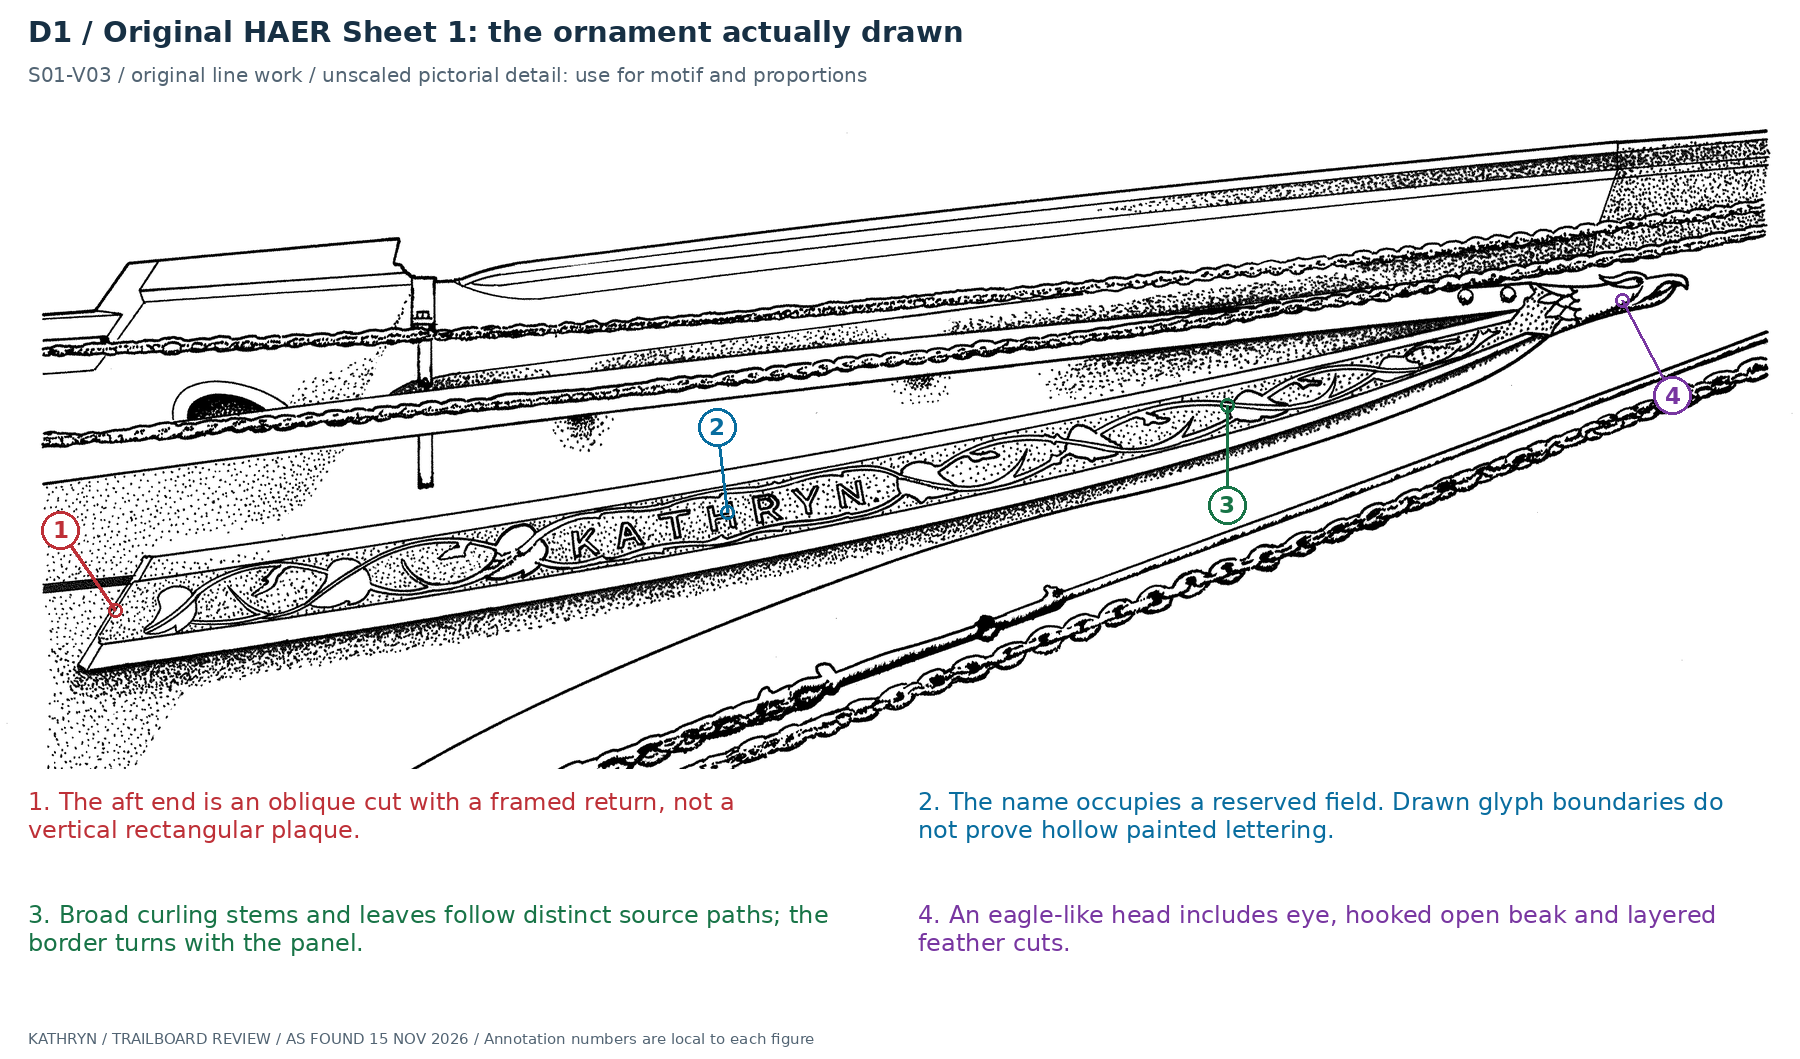 D1 / Original HAER Sheet 1: the ornament actually drawn
S01-V03 / original line work / unscaled pictorial detail: use for motif and proportions
4
2
3
1
KATHRYN
1. The aft end is an oblique cut with a framed return, not a
vertical rectangular plaque.
2. The name occupies a reserved field. Drawn glyph boundaries do
not prove hollow painted lettering.
3. Broad curling stems and leaves follow distinct source paths; the
border turns with the panel.
4. An eagle-like head includes eye, hooked open beak and layered
feather cuts.
KATHRYN / TRAILBOARD REVIEW / AS FOUND 15 NOV 2026 / Annotation numbers are local to each figure